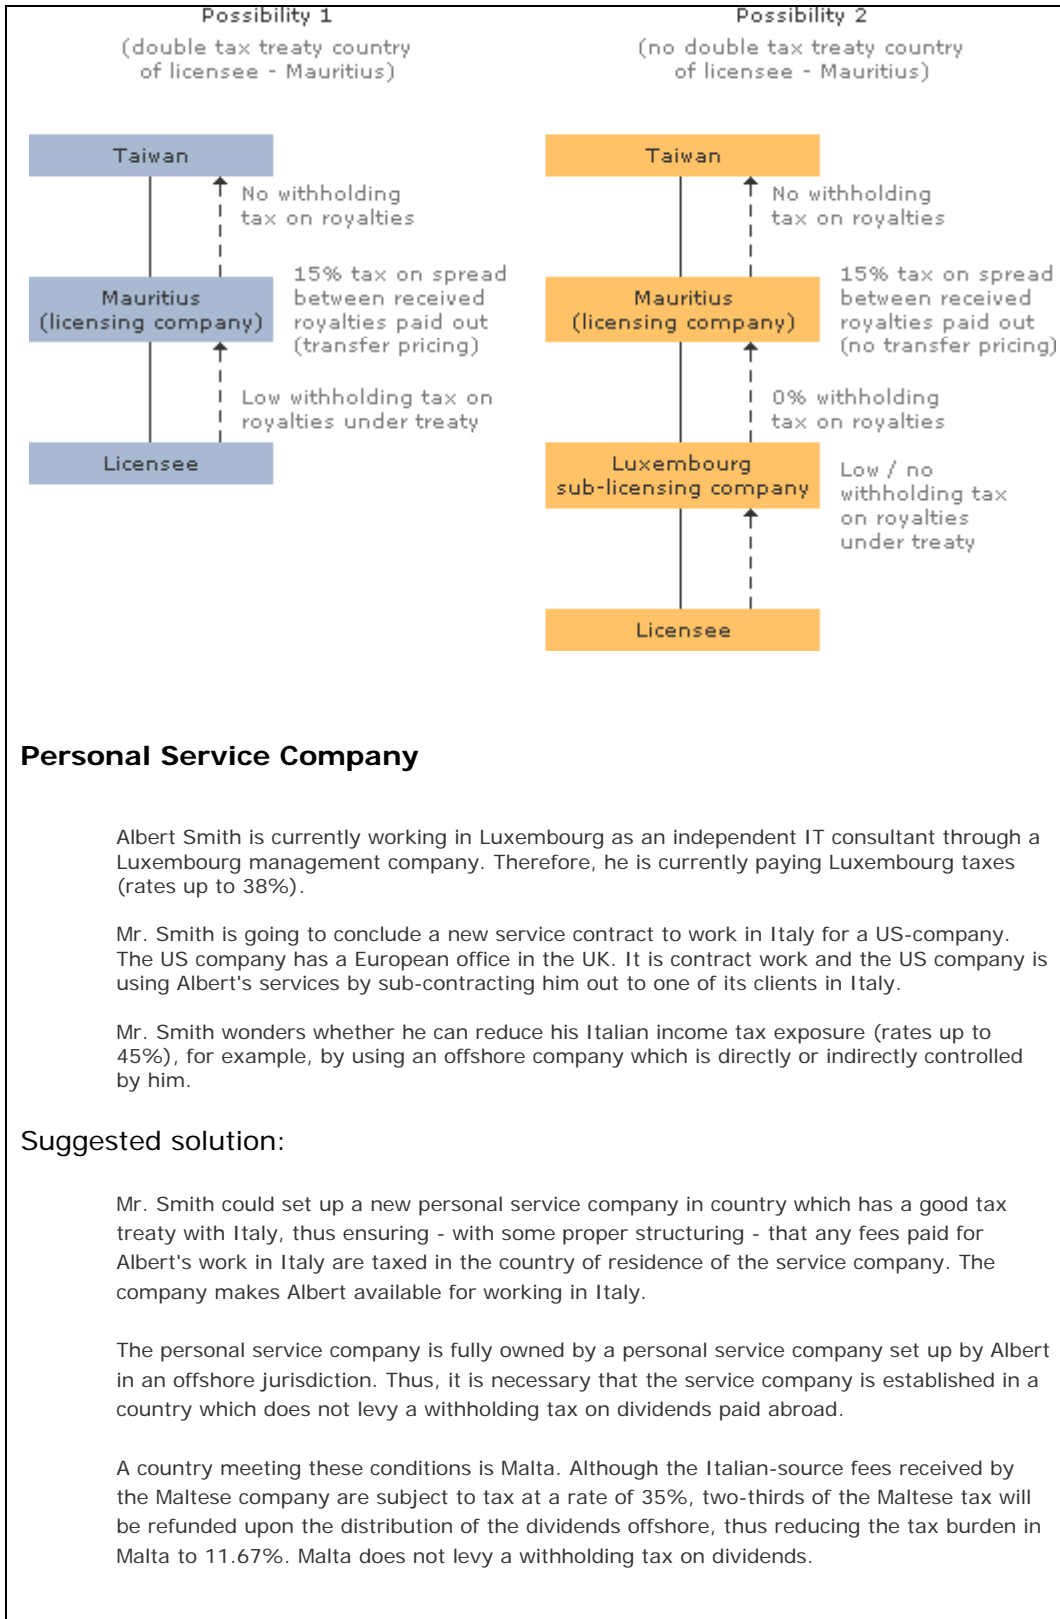 Possibility 1
(double tax treaty country
of licensee - Mauritius)
Taiwan
No withholding
tax on royalties
Mauritius
(licensing company)
15% tax on spread
between received
royalties paid out
(transfer pricing)
Low withholding tax on
royalties under treaty
Licensee
Possibility 2
(no double tax treaty country
of licensee - Mauritius)
Taiwan
No withholding
tax on royalties
Mauritius
(licensing company)
15% tax on spread
between received
royalties paid out
(no transfer pricing)
0% withholding
tax on royalties
Luxembourg
sub-licensing company
Low / no
withholding tax
on royalties
under treaty
Licensee
Personal Service Company
Albert Smith is currently working in Luxembourg as an independent IT consultant through a
Luxembourg management company. Therefore, he is currently paying Luxembourg taxes
(rates up to 38%).
Mr. Smith is going to conclude a new service contract to work in Italy for a US-company.
The US company has a European office in the UK. It is contract work and the US company is
using Albert's services by sub-contracting him out to one of its clients in Italy.
Mr. Smith wonders whether he can reduce his Italian income tax exposure (rates up to
45%), for example, by using an offshore company which is directly or indirectly controlled
by him.
Suggested solution:
Mr. Smith could set up a new personal service company in country which has a good tax
treaty with Italy, thus ensuring - with some proper structuring - that any fees paid for
Albert's work in Italy are taxed in the country of residence of the service company. The
company makes Albert available for working in Italy.
The personal service company is fully owned by a personal service company set up by Albert
in an offshore jurisdiction. Thus, it is necessary that the service company is established in a
country which does not levy a withholding tax on dividends paid abroad.
A country meeting these conditions is Malta. Although the Italian-source fees received by
the Maltese company are subject to tax at a rate of 35%, two-thirds of the Maltese tax will
be refunded upon the distribution of the dividends offshore, thus reducing the tax burden in
Malta to 11.67%. Malta does not levy a withholding tax on dividends.